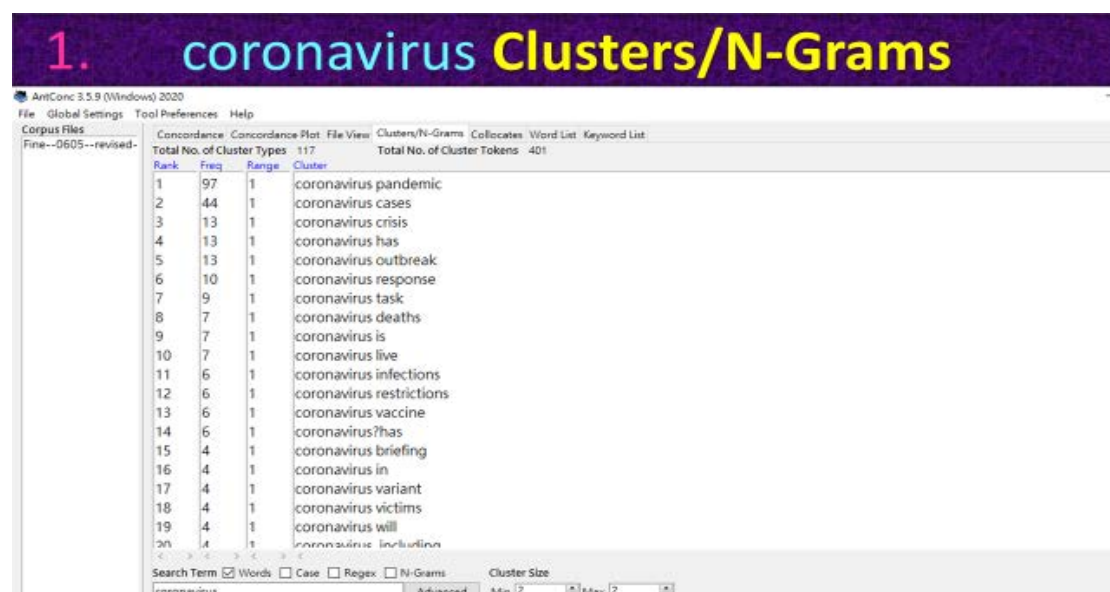 1. coronavirus Clusters/N-Grams
AntConc 3.5.9 (Windows) 2020
File Global Settings Tool Preferences Help
Corpus Files
Fine--0605--revised-
Concordance Concordance Plot File View Clusters/N-Grams Collocates Word List Keyword List
Total No. of Cluster Types 117 Total No. of Cluster Tokens 401
Rank Freq Range Cluster
1 97 1 coronavirus pandemic
2 44 1 coronavirus cases
3 13 1 coronavirus crisis
4 13 1 coronavirus has
5 13 1 coronavirus outbreak
6 10 1 coronavirus response
7 9 1 coronavirus task
8 7 1 coronavirus deaths
9 7 1 coronavirus is
10 7 1 coronavirus live
11 6 1 coronavirus infections
12 6 1 coronavirus restrictions
13 6 1 coronavirus vaccine
14 6 1 coronavirus?has
15 4 1 coronavirus briefing
16 4 1 coronavirus in
17 4 1 coronavirus variant
18 4 1 coronavirus victims
19 4 1 coronavirus will
20 4 1 coronavirus, including
Search Term Words Case Regex N-Grams Cluster Size
coronavirus Advanced Min 2 Max 2